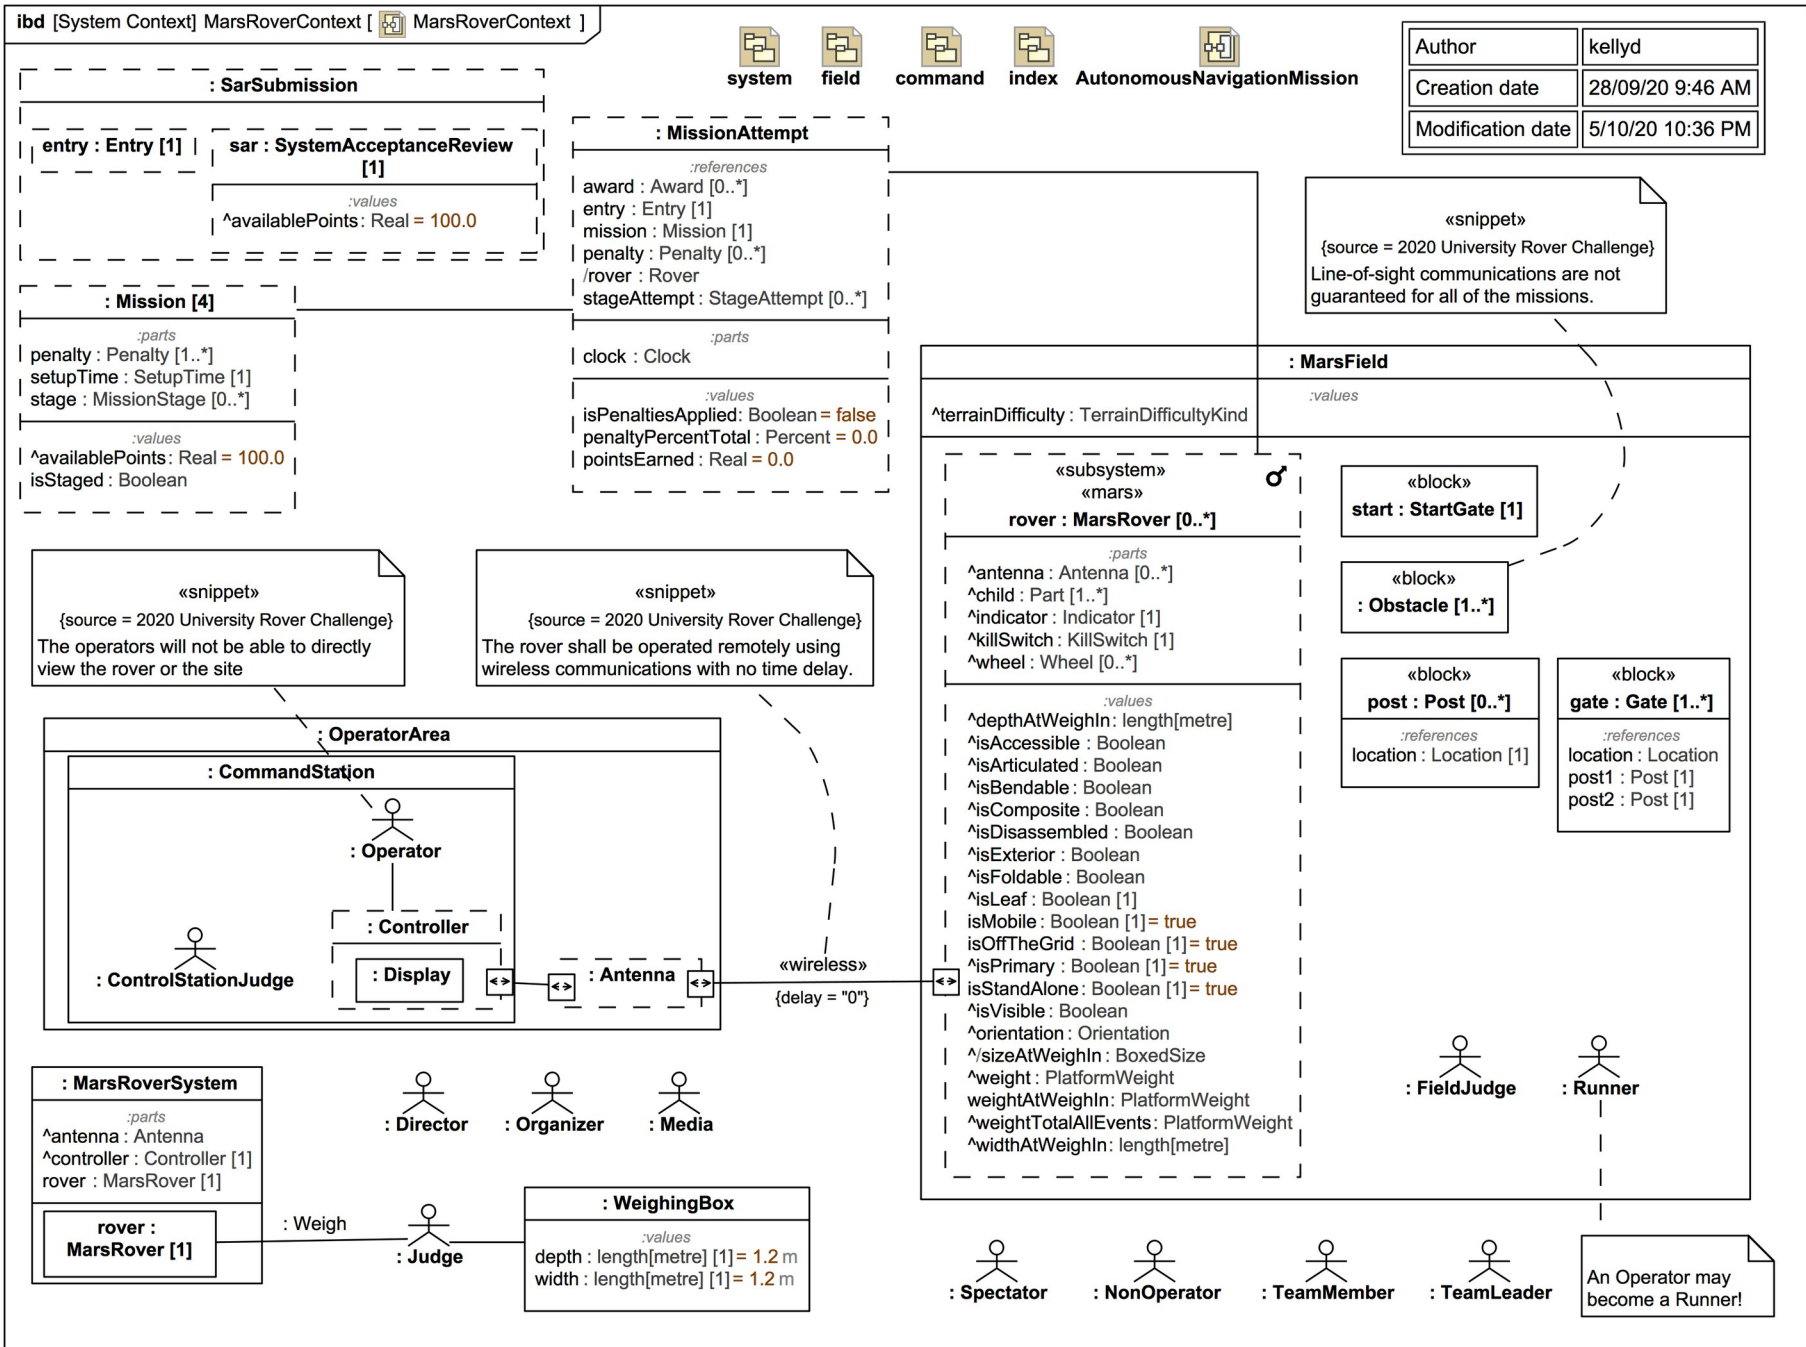 ibd [System Context] MarsRoverContext [ MarsRoverContext ]
system
field
command
index
AutonomousNavigationMission
Author
kellyd
Creation date
28/09/20 9:46 AM
Modification date
5/10/20 10:36 PM
: SarSubmission
entry : Entry [1]
sar : SystemAcceptanceReview
[1]
:values
^availablePoints: Real = 100.0
: MissionAttempt
:references
award : Award [0..*]
entry : Entry [1]
mission : Mission [1]
penalty : Penalty [0..*]
/rover : Rover
stageAttempt : StageAttempt [0..*]
:parts
clock : Clock
:values
isPenaltiesApplied: Boolean = false
penaltyPercentTotal : Percent = 0.0
pointsEarned : Real = 0.0
: Mission [4]
:parts
penalty : Penalty [1..*]
setupTime : SetupTime [1]
stage : MissionStage [0..*]
:values
^availablePoints: Real = 100.0
isStaged : Boolean
«snippet»
{source = 2020 University Rover Challenge}
Line-of-sight communications are not
guaranteed for all of the missions.
: MarsField
:values
^terrainDifficulty : TerrainDifficultyKind
«subsystem»
«mars»
rover : MarsRover [0..*]
:parts
^antenna : Antenna [0..*]
^child : Part [1..*]
^indicator : Indicator [1]
^killSwitch : KillSwitch [1]
^wheel : Wheel [0..*]
:values
^depthAtWeighIn: length[metre]
^isAccessible : Boolean
^isArticulated : Boolean
^isBendable : Boolean
^isComposite : Boolean
^isDisassembled : Boolean
^isExterior : Boolean
^isFoldable : Boolean
^isLeaf : Boolean [1]
isMobile : Boolean [1] = true
isOffTheGrid : Boolean [1] = true
^isPrimary : Boolean [1] = true
isStandAlone : Boolean [1] = true
^isVisible : Boolean
^orientation : Orientation
^/sizeAtWeighIn : BoxedSize
^weight : PlatformWeight
weightAtWeighIn: PlatformWeight
^weightTotalAllEvents : PlatformWeight
^widthAtWeighIn : length[metre]
«block»
start : StartGate [1]
«block»
: Obstacle [1..*]
«block»
post : Post [0..*]
:references
location : Location [1]
«block»
gate : Gate [1..*]
:references
location : Location
post1 : Post [1]
post2 : Post [1]
: FieldJudge
: Runner
«snippet»
{source = 2020 University Rover Challenge}
The operators will not be able to directly
view the rover or the site
«snippet»
{source = 2020 University Rover Challenge}
The rover shall be operated remotely using
wireless communications with no time delay.
: OperatorArea
: CommandStation
: Operator
: Controller
: Display
: ControlStationJudge
: Antenna
«wireless»
{delay = "0"}
: MarsRoverSystem
:parts
^antenna : Antenna
^controller : Controller [1]
rover : MarsRover [1]
rover :
MarsRover [1]
: Director
: Organizer
: Media
: Weigh
: Judge
: WeighingBox
:values
depth : length[metre] [1] = 1.2 m
width : length[metre] [1] = 1.2 m
: Spectator
: NonOperator
: TeamMember
: TeamLeader
An Operator may
become a Runner!